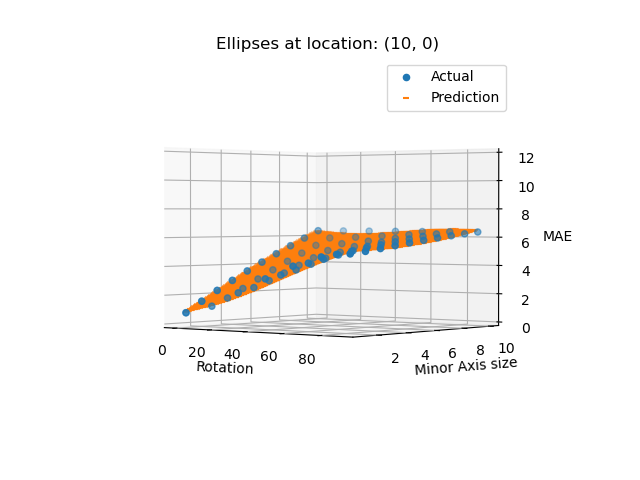 Ellipses at location: (10, 0)
Actual
Prediction
12
10
8
MAE
6
4
2
0
0 20 40 60 80
2 4 6 8 10
Rotation
Minor Axis size